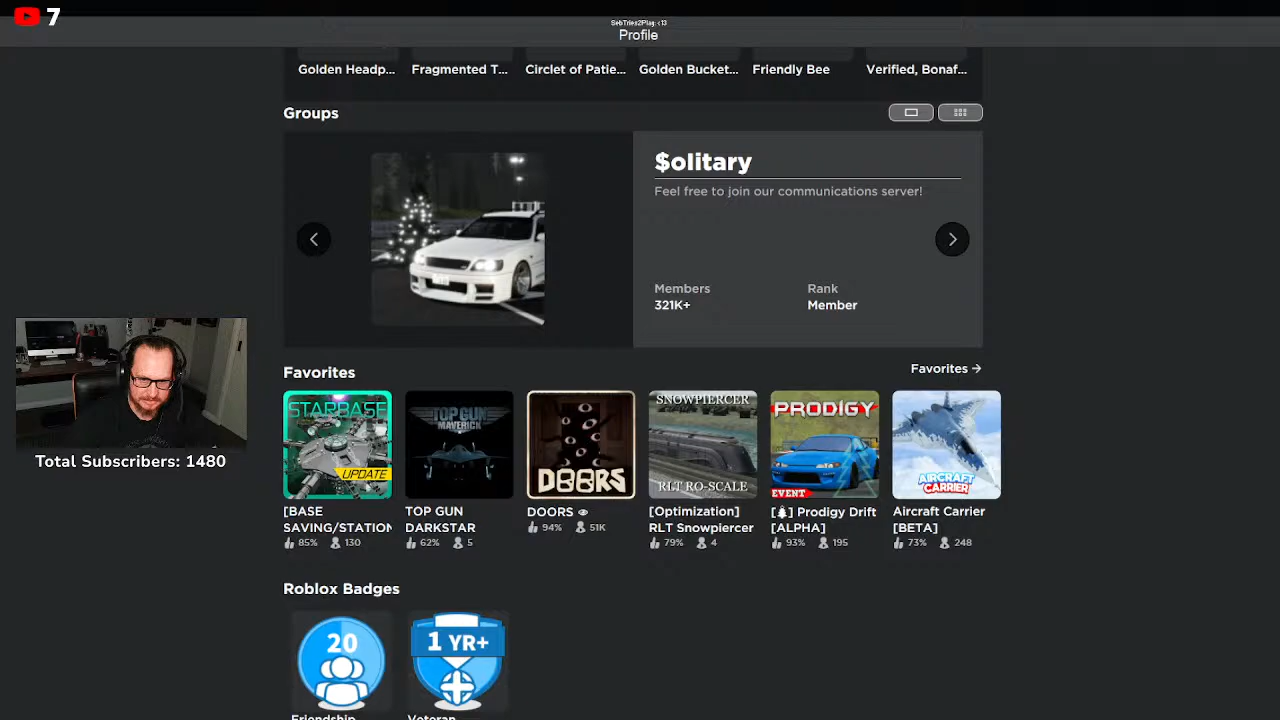 7
SebTries2Play: <13
Profile
Golden Headp...
Fragmented T...
Circlet of Patie...
Golden Bucket...
Friendly Bee
Verified, Bonaf...
Groups
$olitary
Feel free to join our communications server!
Members
Rank
321K+
Member
Favorites
Favorites →
STARBASE
UPDATE
TOP GUN
MAVERICK
DOORS
SNOWPIERCER
RLT RO-SCALE
PRODIGY
EVENT
AIRCRAFT
CARRIER
[BASE
SAVING/STATION
85%
130
TOP GUN
DARKSTAR
62%
5
DOORS
94%
51K
[Optimization]
RLT Snowpiercer
79%
4
[🎄] Prodigy Drift
[ALPHA]
93%
195
Aircraft Carrier
[BETA]
73%
248
Total Subscribers: 1480
Roblox Badges
20
1 YR+
Friendship
Veteran